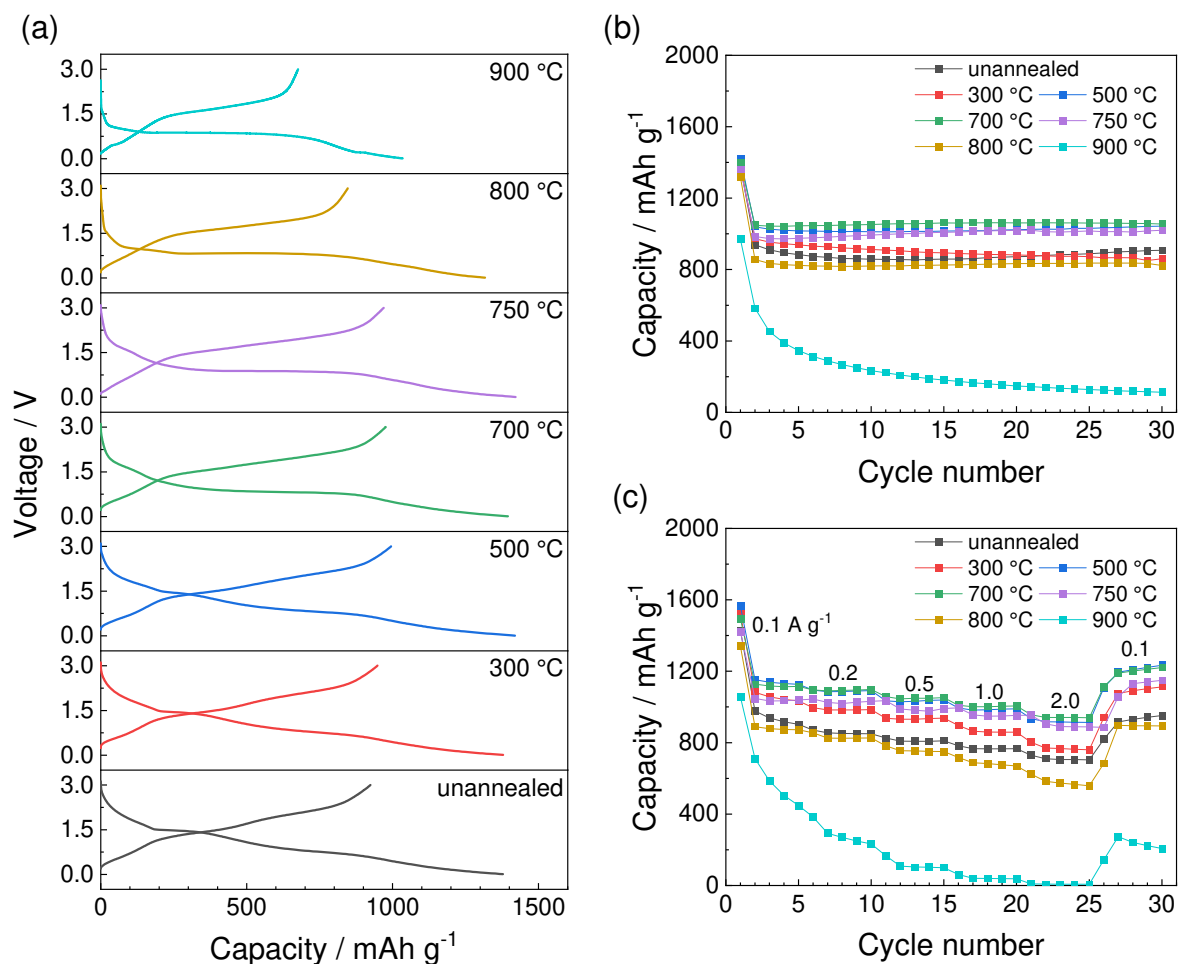 (a)
900 °C
3.0
1.5
0.0
800 °C
3.0
1.5
0.0
750 °C
3.0
1.5
0.0
700 °C
3.0
1.5
0.0
500 °C
3.0
1.5
0.0
300 °C
3.0
1.5
0.0
unannealed
3.0
1.5
0.0
0 500 1000 1500
Voltage / V
Capacity / mAh g⁻¹
(b)
2000
1600
1200
800
400
0
0 5 10 15 20 25 30
unannealed
300 °C 500 °C
700 °C 750 °C
800 °C 900 °C
Capacity / mAh g⁻¹
Cycle number
(c)
2000
1600
1200
800
400
0
0 5 10 15 20 25 30
unannealed
300 °C 500 °C
700 °C 750 °C
800 °C 900 °C
0.1 A g⁻¹
0.2
0.5
1.0
2.0
0.1
Capacity / mAh g⁻¹
Cycle number